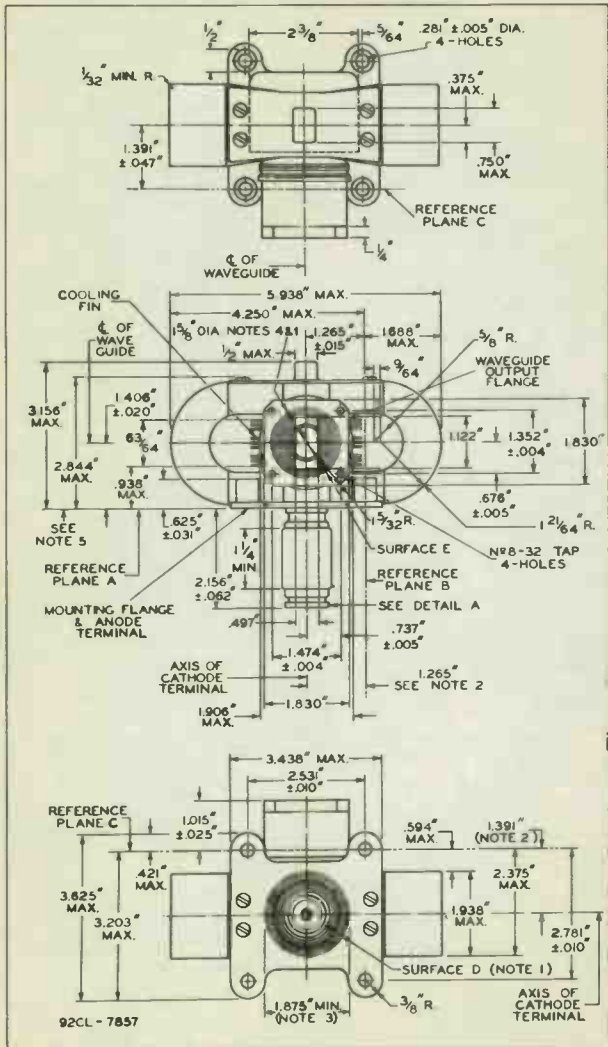 1/2"
2 3/8"
5/64"
.281" ±.005" DIA.
4-HOLES
1/32" MIN. R.
.375"
MAX.
1.391"
±.047"
.750"
MAX.
REFERENCE
PLANE C
1/4"
℄ OF
WAVEGUIDE
COOLING
FIN
5.938" MAX.
4.250" MAX.
℄ OF
WAVE
GUIDE
1 5/8" DIA NOTES 4&1
1.265"
±.015"
1.688"
MAX.
5/8" R.
1/2" MAX.
9/64"
WAVEGUIDE
OUTPUT
FLANGE
3.156"
MAX.
1.406"
±.020"
63/64"
1.122"
1.352"
±.004"
1.830"
2.844"
MAX.
.938"
MAX.
.676"
±.005"
SEE
NOTE 5
.625"
±.031"
1 5/32" R.
1 21/64" R.
SURFACE E
REFERENCE
PLANE A
1 1/4"
MIN
Nº8-32 TAP
4-HOLES
2.156"
±.062"
REFERENCE
PLANE B
MOUNTING FLANGE
& ANODE
TERMINAL
SEE DETAIL A
.497"
.737"
±.005"
1.474"
±.004"
AXIS OF
CATHODE
TERMINAL
1.265"
SEE NOTE 2
1.906"
MAX.
1.830"
3.438" MAX.
2.531"
±.010"
REFERENCE
PLANE C
1.015"
±.025"
.594"
MAX.
1.391"
(NOTE 2)
.421"
MAX.
2.375"
MAX.
3.625"
MAX.
3.203"
MAX.
1.938"
MAX.
2.781"
±.010"
SURFACE D (NOTE 1)
1.875" MIN.
(NOTE 3)
3/8" R.
AXIS OF
CATHODE
TERMINAL
92CL-7857